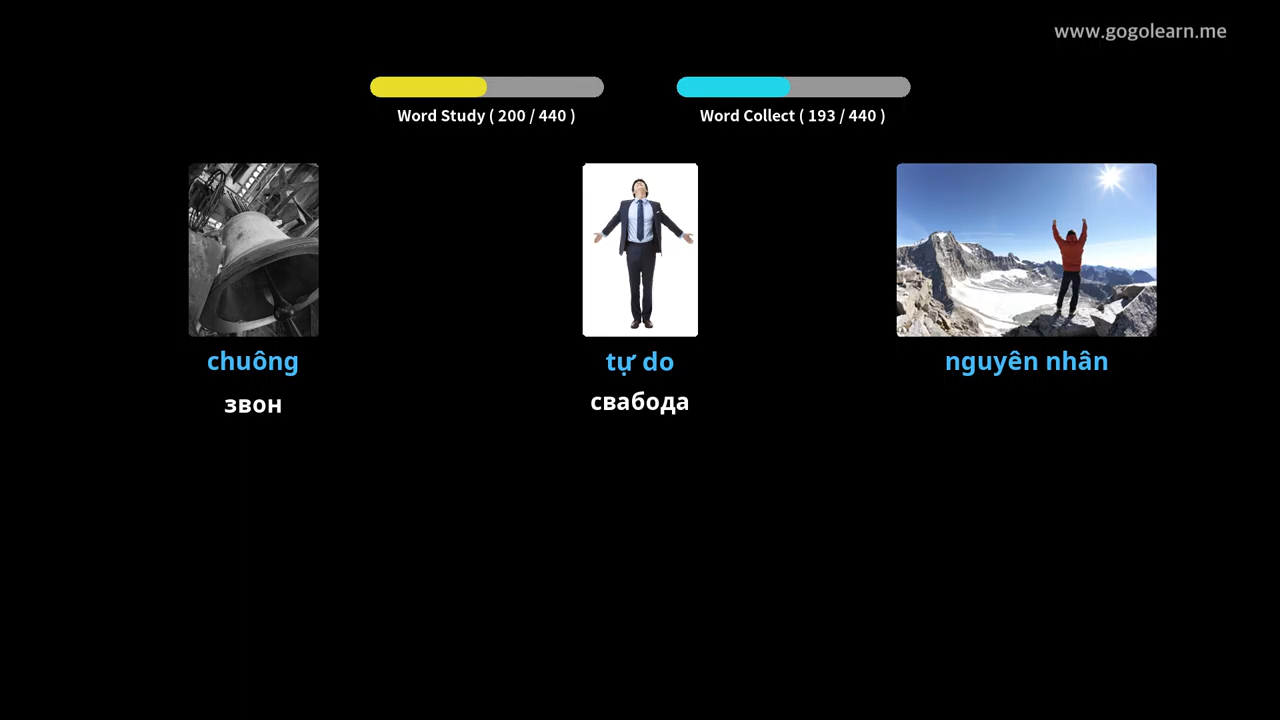 www.gogolearn.me
Word Study ( 200 / 440 )
Word Collect ( 193 / 440 )
chuông
tự do
nguyên nhân
звон
свабода